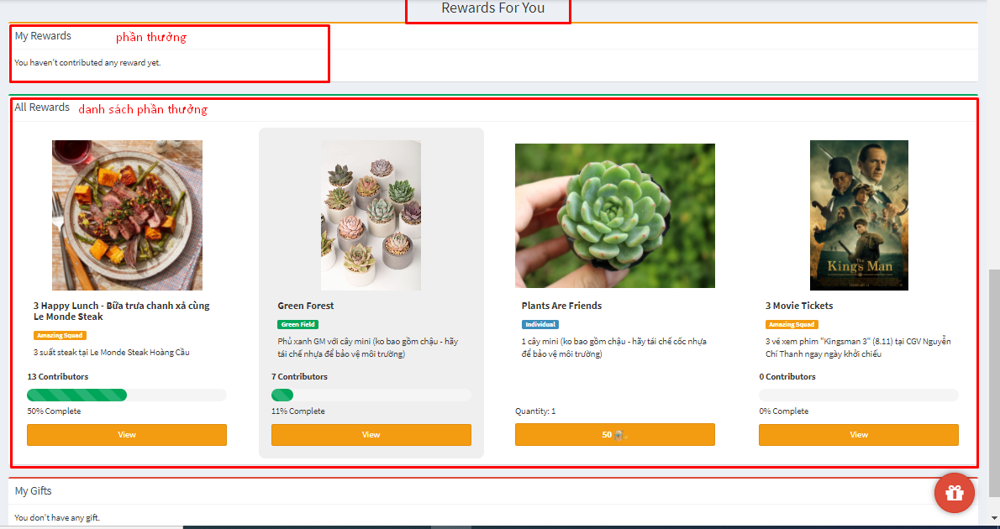 Rewards For You
My Rewards phần thưởng
You haven't contributed any reward yet.
All Rewards danh sách phần thưởng
The
King's Man
3 Happy Lunch - Bữa trưa chanh xả cùng
Le Monde Steak
Amazing Squad
3 suất steak tại Le Monde Steak Hoàng Cầu
13 Contributors
50% Complete
View
Green Forest
Green Field
Phủ xanh GM với cây mini (ko bao gồm chậu - hãy
tái chế nhựa để bảo vệ môi trường)
7 Contributors
11% Complete
View
Plants Are Friends
Individual
1 cây mini (ko bao gồm chậu - hãy tái chế cốc nhựa
để bảo vệ môi trường)
Quantity: 1
50
3 Movie Tickets
Amazing Squad
3 vé xem phim "Kingsman 3" (8.11) tại CGV Nguyễn
Chí Thanh ngay ngày khởi chiếu
0 Contributors
0% Complete
View
My Gifts
You don't have any gift.